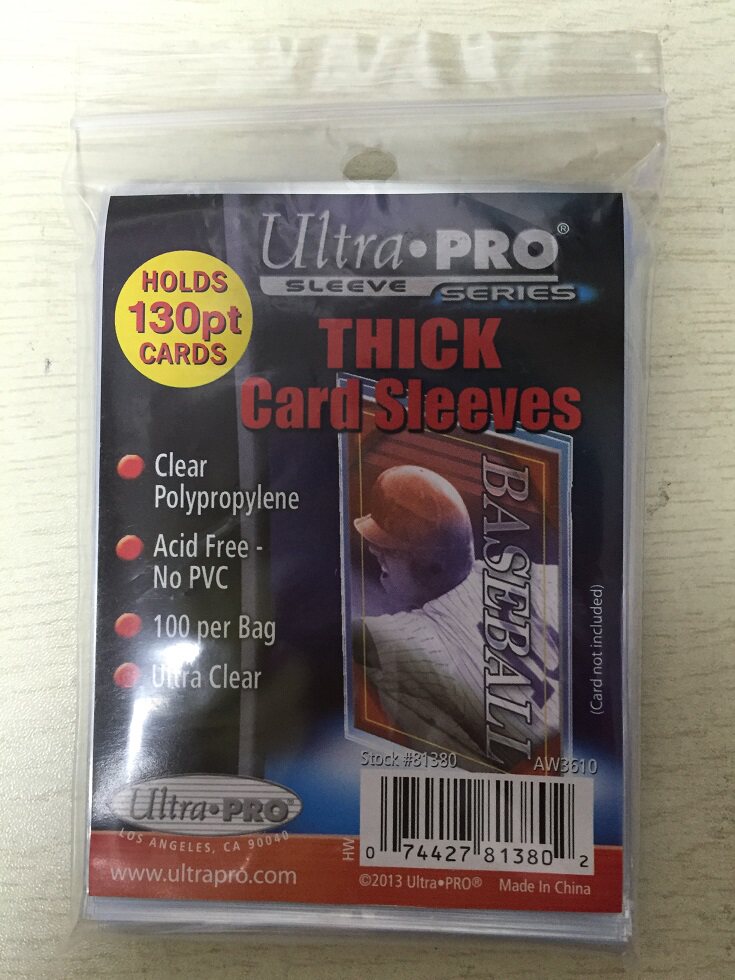 Ultra•PRO®
SLEEVE SERIES
HOLDS
130pt
CARDS
THICK
Card Sleeves
Clear
Polypropylene
Acid Free -
No PVC
100 per Bag
Ultra Clear
BASEBALL
(Card not included)
Stock #81380
AW3610
Ultra•PRO®
LOS ANGELES, CA 90040
www.ultrapro.com
HW
0 74427 81380 2
©2013 Ultra•PRO® Made In China